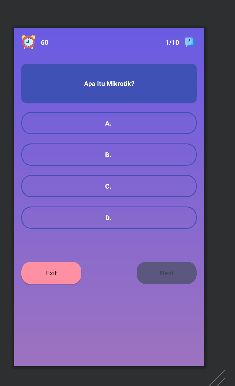 60
1/10
Apa Itu Mikrotik?
A.
B.
C.
D.
Exit
Next